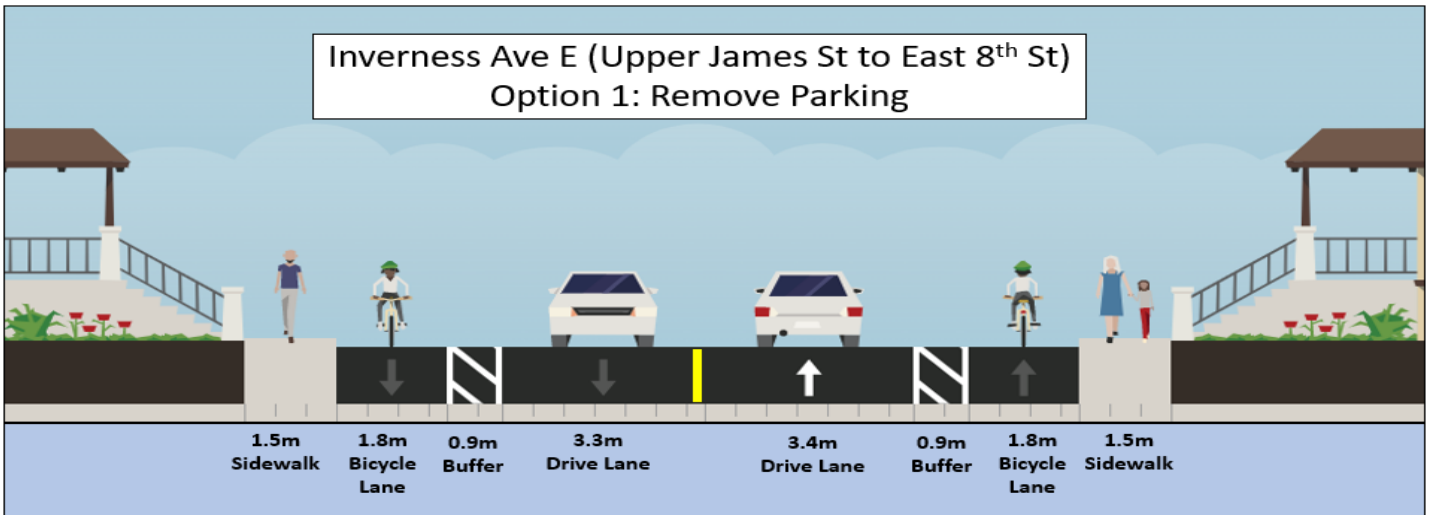 Inverness Ave E (Upper James St to East 8th St)
Option 1: Remove Parking
1.5m
Sidewalk
1.8m
Bicycle
Lane
0.9m
Buffer
3.3m
Drive Lane
3.4m
Drive Lane
0.9m
Buffer
1.8m
Bicycle
Lane
1.5m
Sidewalk